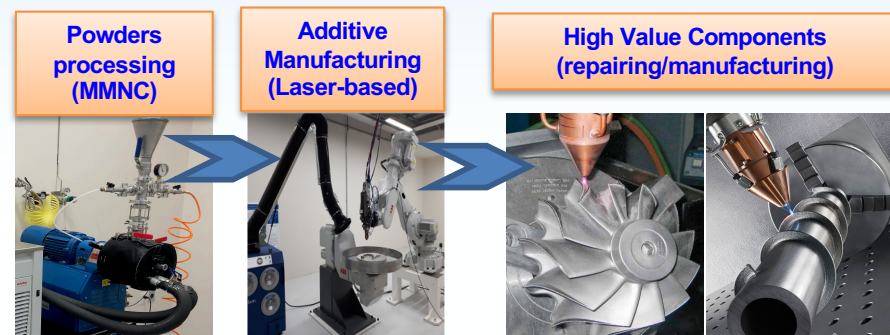 Powders
processing
(MMNC)
Additive
Manufacturing
(Laser-based)
High Value Components
(repairing/manufacturing)